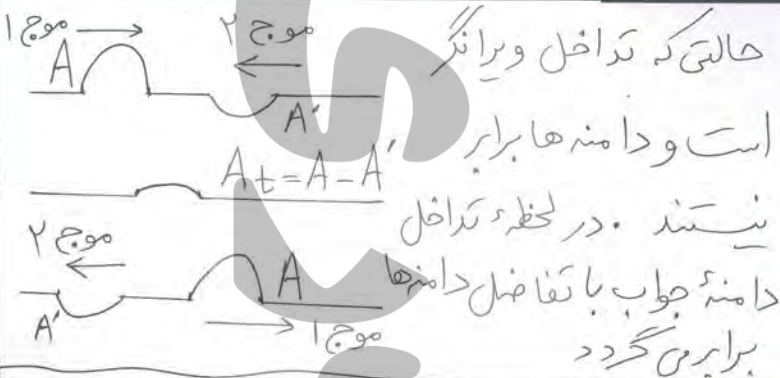 حالتی که تداخل ویرانگر
است و دامنه ها برابر
نیستند . در لحظهٔ تداخل
دامنهٔ جواب با تفاضل دامنه‌ها
برابر می گردد
موج ۱
موج ۲
A
A'
At = A - A'
موج ۲
A
A'
موج ۱